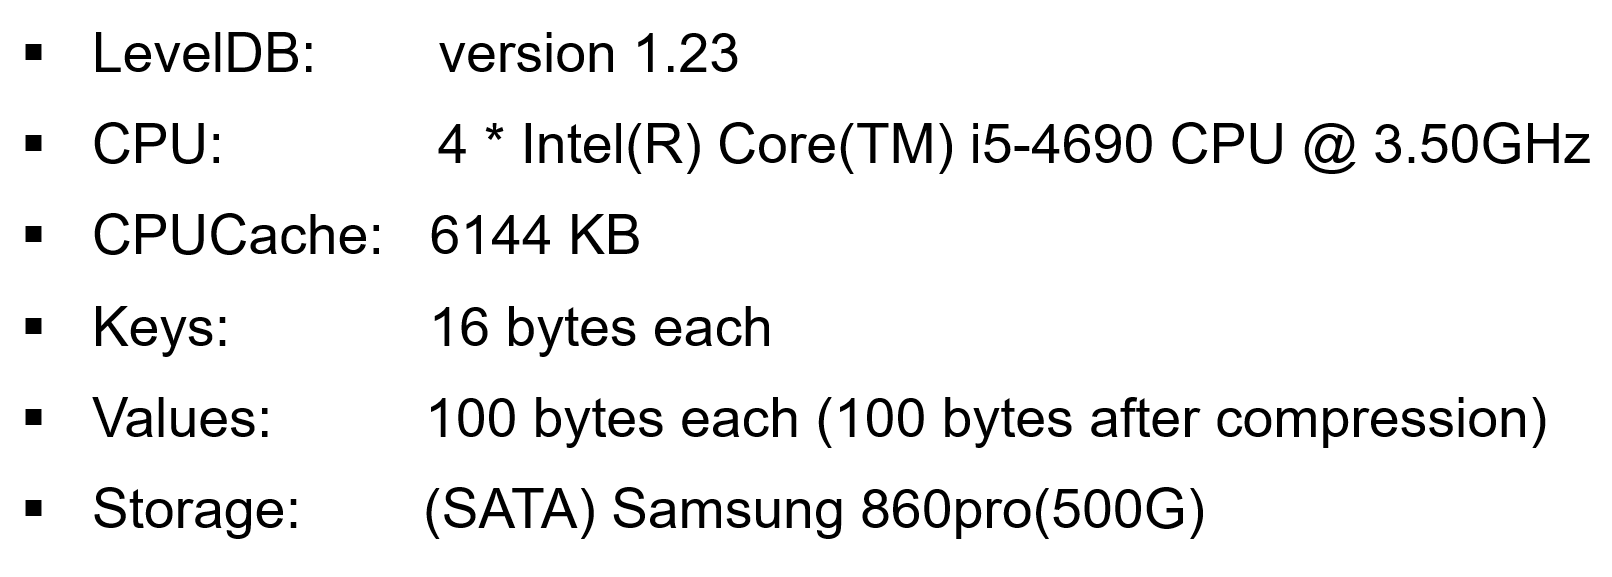 ▪ LevelDB: version 1.23
▪ CPU: 4 * Intel(R) Core(TM) i5-4690 CPU @ 3.50GHz
▪ CPUCache: 6144 KB
▪ Keys: 16 bytes each
▪ Values: 100 bytes each (100 bytes after compression)
▪ Storage: (SATA) Samsung 860pro(500G)